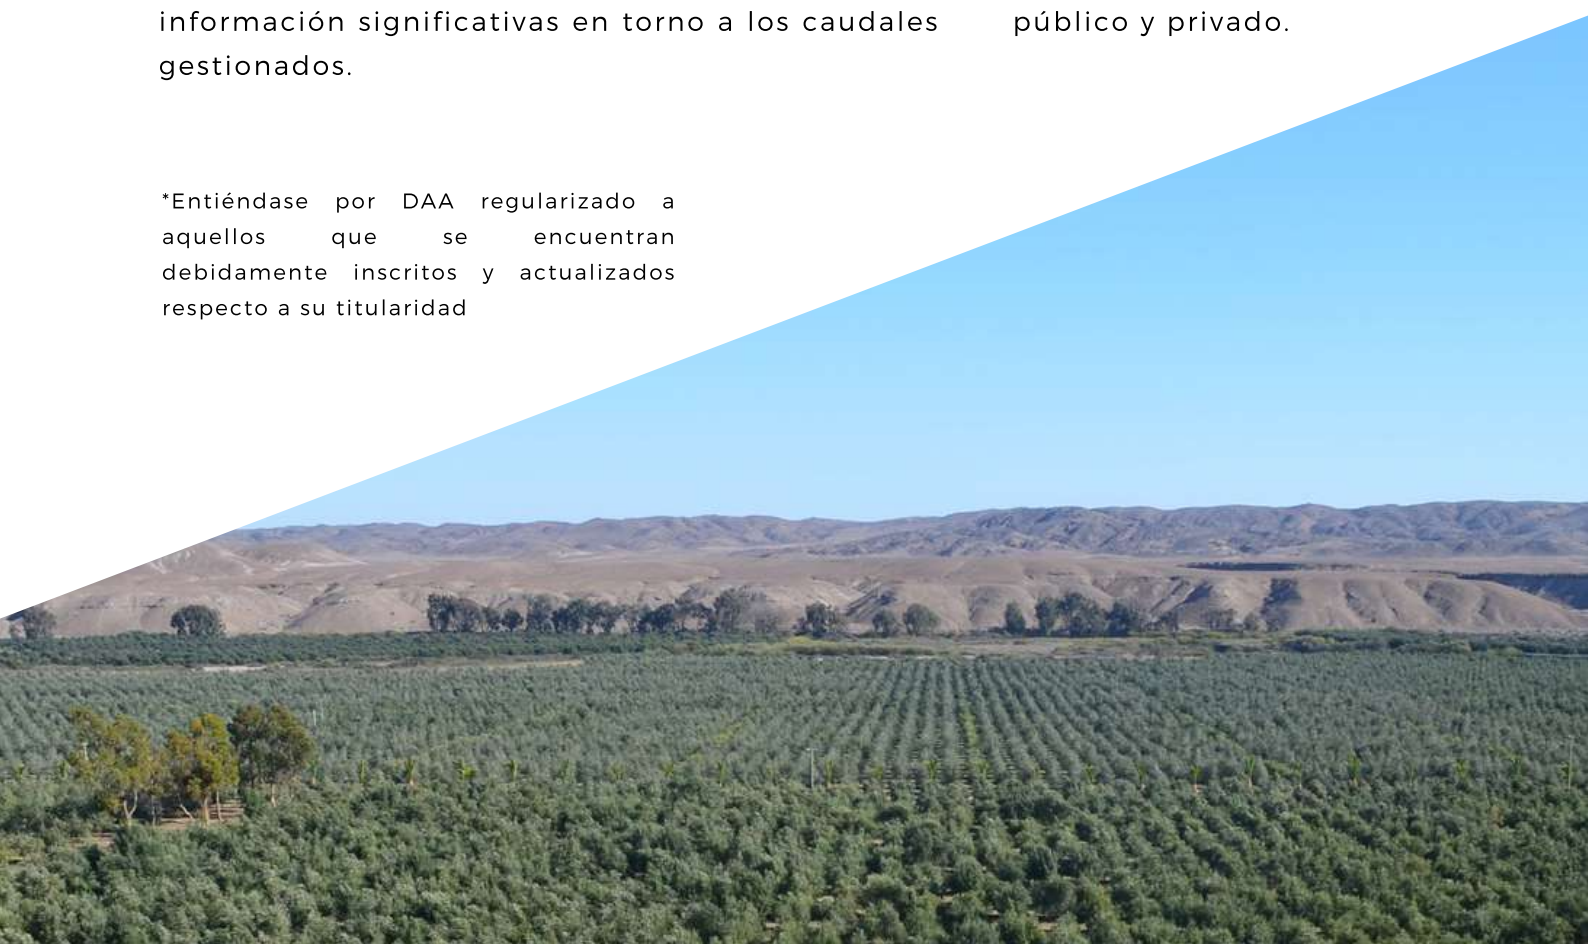 información significativas en torno a los caudales
gestionados.
público y privado.
*Entiéndase por DAA regularizado a
aquellos que se encuentran
debidamente inscritos y actualizados
respecto a su titularidad